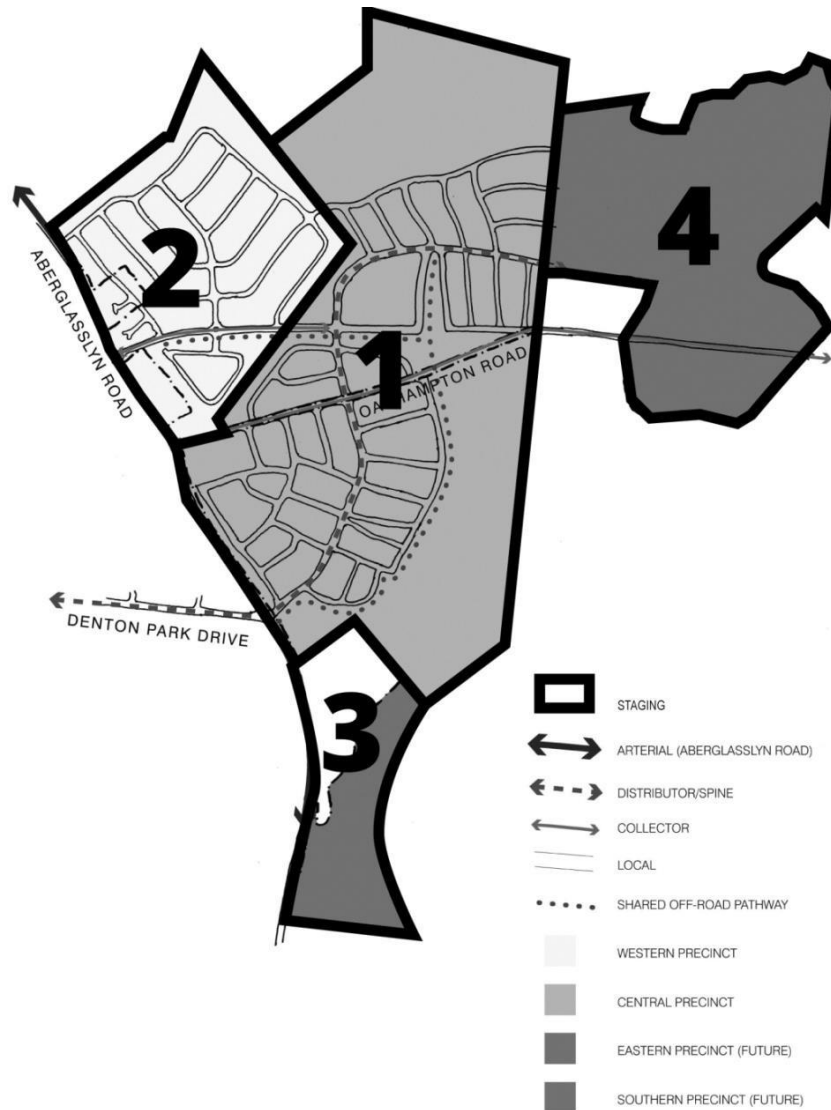 2
4
ABERGLASSLYN ROAD
1
OAKHAMPTON ROAD
DENTON PARK DRIVE
3
STAGING
ARTERIAL (ABERGLASSLYN ROAD)
DISTRIBUTOR/SPINE
COLLECTOR
LOCAL
SHARED OFF-ROAD PATHWAY
WESTERN PRECINCT
CENTRAL PRECINCT
EASTERN PRECINCT (FUTURE)
SOUTHERN PRECINCT (FUTURE)